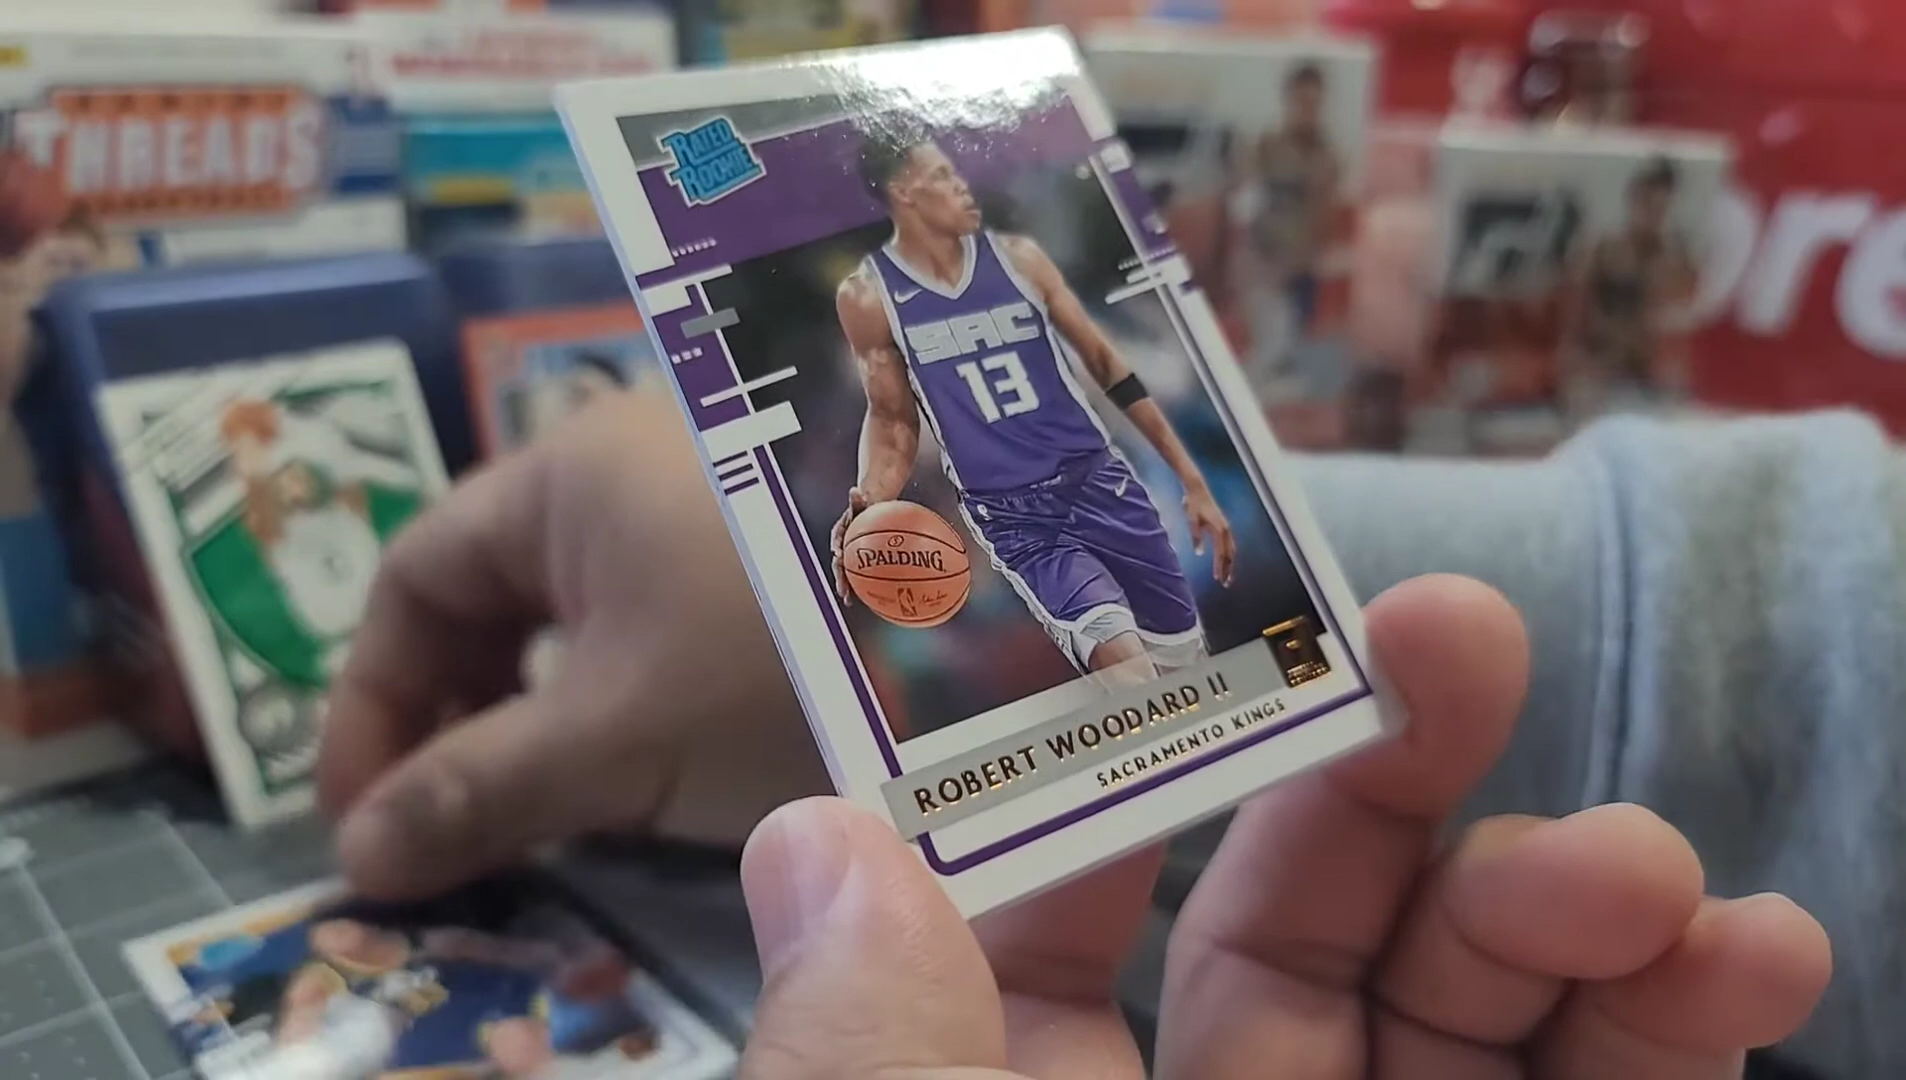 THREADS
RATED
ROOKIE
SAC
13
SPALDING
ROBERT WOODARD II
SACRAMENTO KINGS